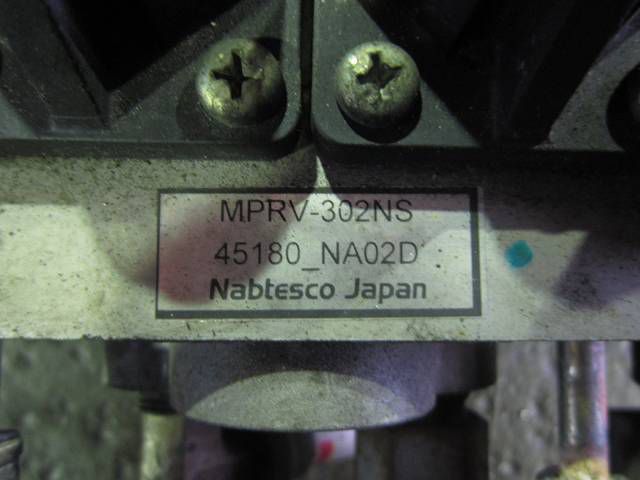 MPRV-302NS
45180_NA02D
Nabtesco Japan